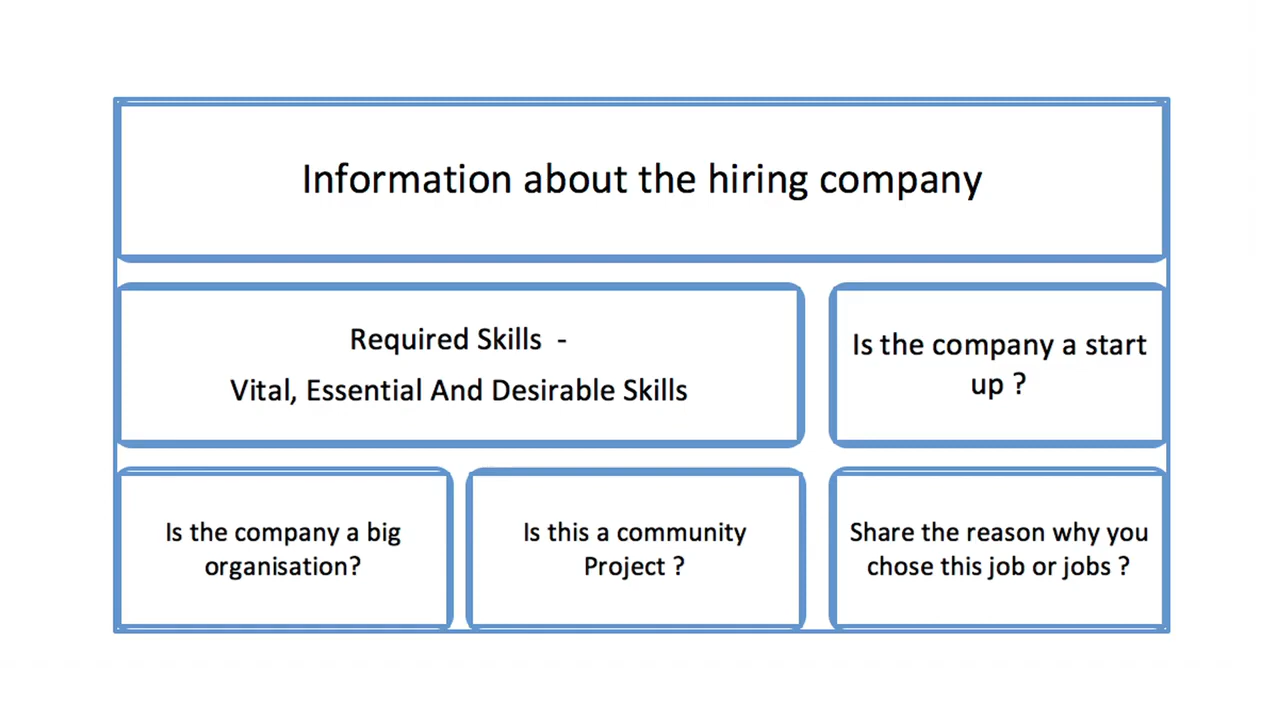 Information about the hiring company
Required Skills -
Vital, Essential And Desirable Skills
Is the company a start
up ?
Is the company a big
organisation?
Is this a community
Project ?
Share the reason why you
chose this job or jobs ?